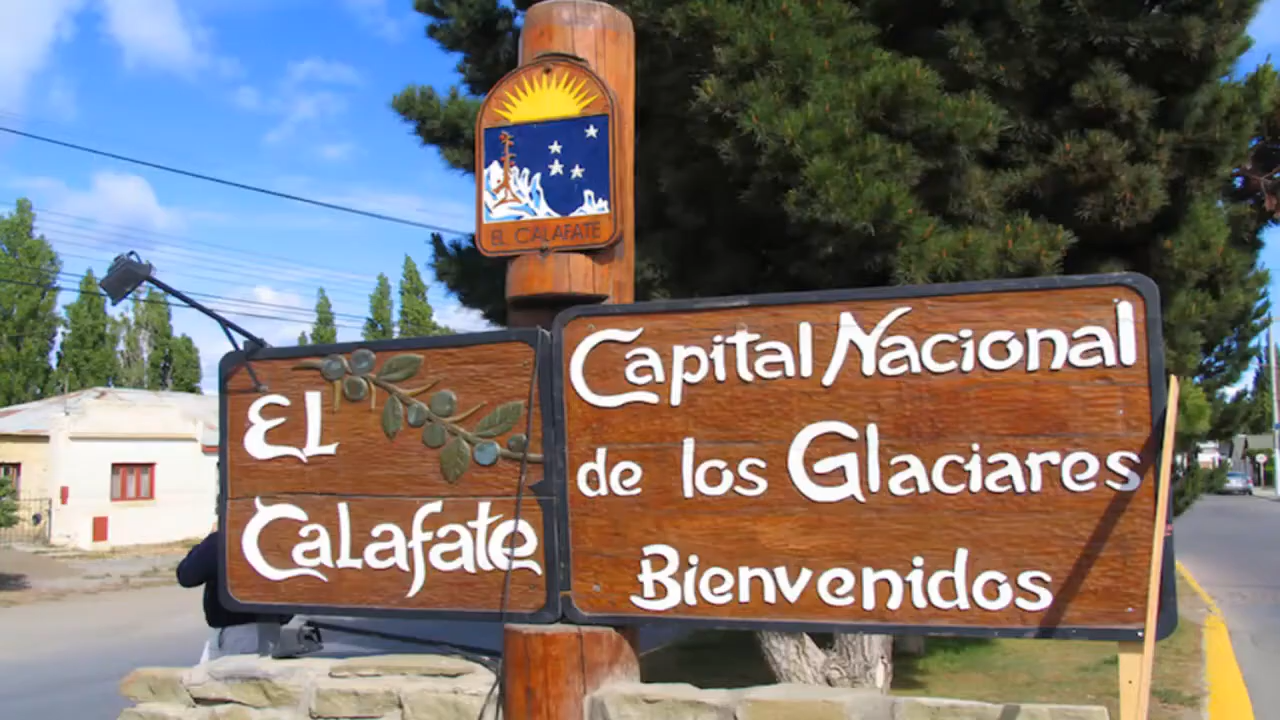 EL CALAFATE
EL
Calafate
Capital Nacional
de los Glaciares
Bienvenidos